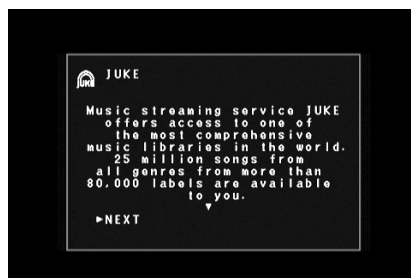 JUKE
JUKE
Music streaming service JUKE
offers access to one of
the most comprehensive
music libraries in the world.
25 million songs from
all genres from more than
80,000 labels are available
to you.
▼
►NEXT